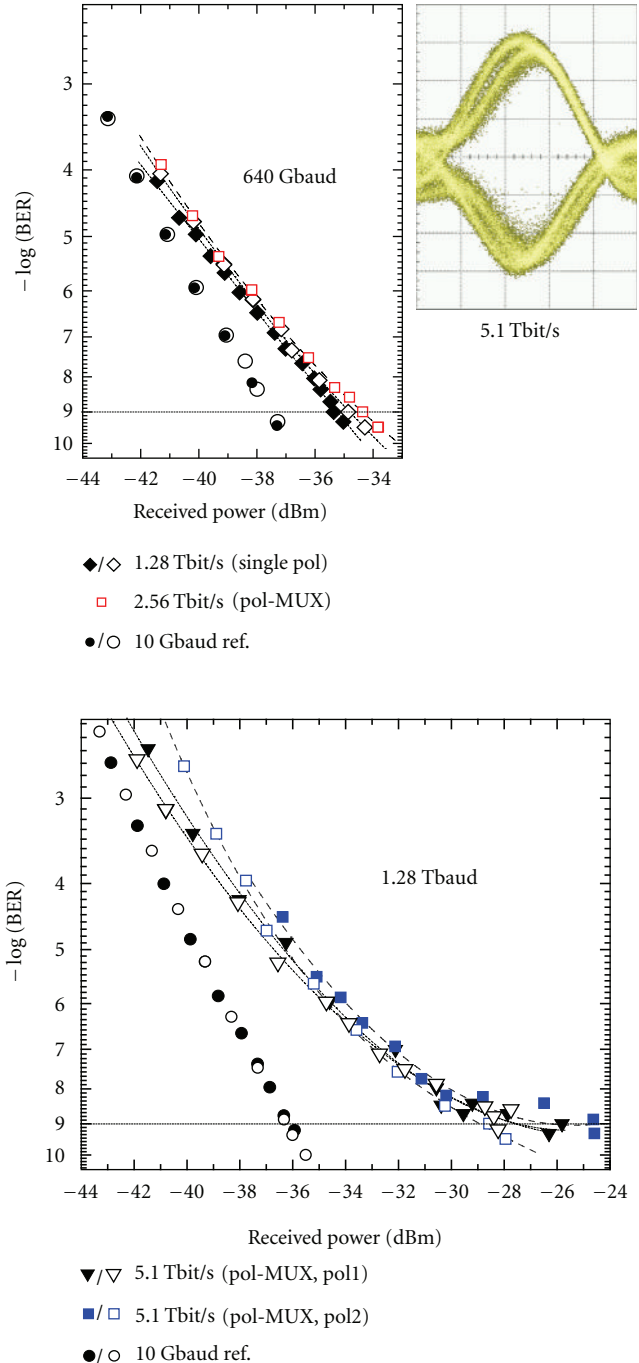 3
4
5
6
7
8
9
10
− log (BER)
640 Gbaud
−44 −42 −40 −38 −36 −34
Received power (dBm)
5.1 Tbit/s
1.28 Tbit/s (single pol)
2.56 Tbit/s (pol-MUX)
10 Gbaud ref.
3
4
5
6
7
8
9
10
− log (BER)
1.28 Tbaud
−44 −42 −40 −38 −36 −34 −32 −30 −28 −26 −24
Received power (dBm)
5.1 Tbit/s (pol-MUX, pol1)
5.1 Tbit/s (pol-MUX, pol2)
10 Gbaud ref.